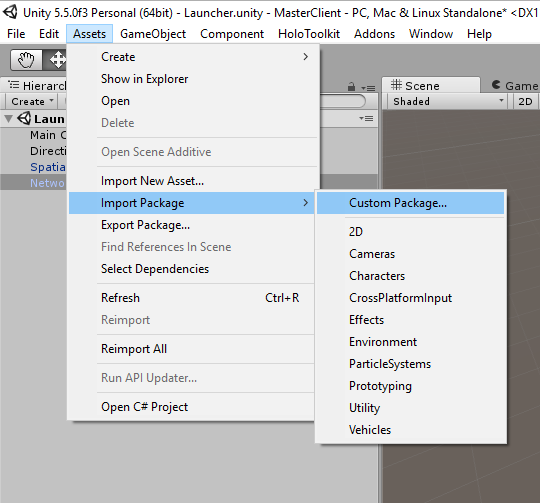 Unity 5.5.0f3 Personal (64bit) - Launcher.unity - MasterClient - PC, Mac & Linux Standalone* <DX1
File Edit Assets GameObject Component HoloToolkit Addons Window Help
Hierarc
Create
Laun
Main C
Directi
Spatia
Netwo
Create
Show in Explorer
Open
Delete
Open Scene Additive
Import New Asset...
Import Package
Export Package...
Find References In Scene
Select Dependencies
Refresh Ctrl+R
Reimport
Reimport All
Run API Updater...
Open C# Project
Custom Package...
2D
Cameras
Characters
CrossPlatformInput
Effects
Environment
ParticleSystems
Prototyping
Utility
Vehicles
Scene Game
Shaded 2D